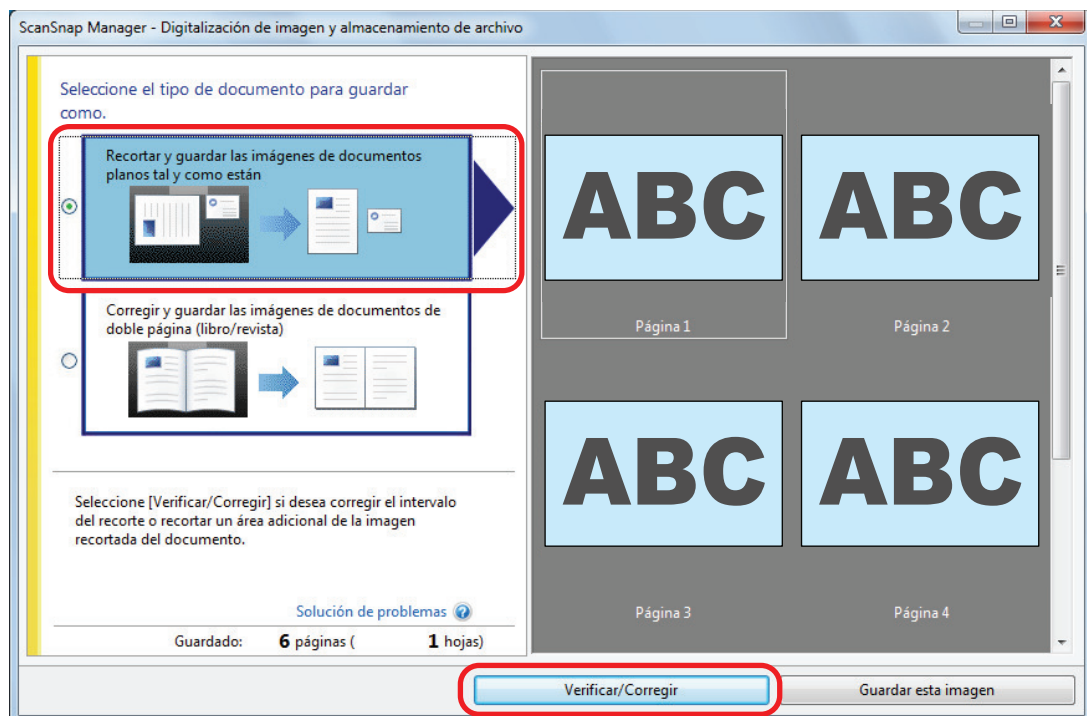 ScanSnap Manager - Digitalización de imagen y almacenamiento de archivo
Seleccione el tipo de documento para guardar
como.
Recortar y guardar las imágenes de documentos
planos tal y como están
Corregir y guardar las imágenes de documentos de
doble página (libro/revista)
Seleccione [Verificar/Corregir] si desea corregir el intervalo
del recorte o recortar un área adicional de la imagen
recortada del documento.
Solución de problemas
Guardado: 6 páginas ( 1 hojas)
ABC ABC
Página 1 Página 2
ABC ABC
Página 3 Página 4
Verificar/Corregir Guardar esta imagen